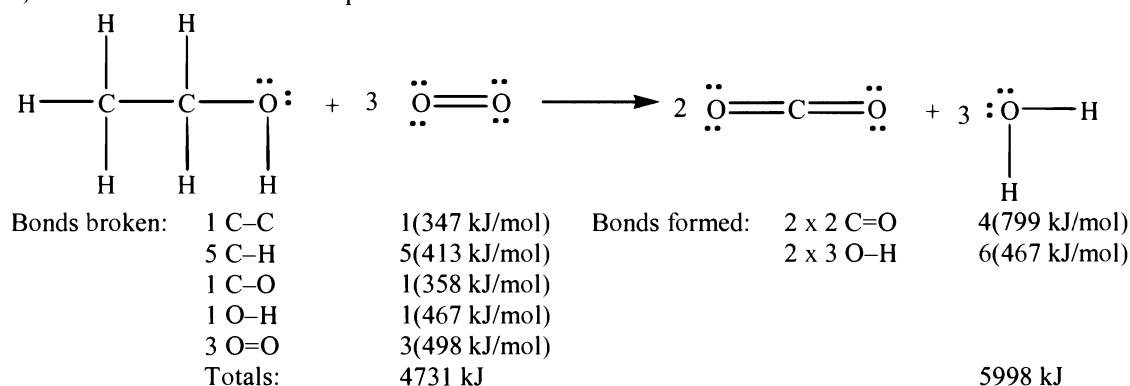 H H
H C C O : + 3 O O 2 O C O + 3 : O H
H H H H
Bonds broken: 1 C–C 1(347 kJ/mol) Bonds formed: 2 x 2 C=O 4(799 kJ/mol)
5 C–H 5(413 kJ/mol) 2 x 3 O–H 6(467 kJ/mol)
1 C–O 1(358 kJ/mol)
1 O–H 1(467 kJ/mol)
3 O=O 3(498 kJ/mol)
Totals: 4731 kJ 5998 kJ